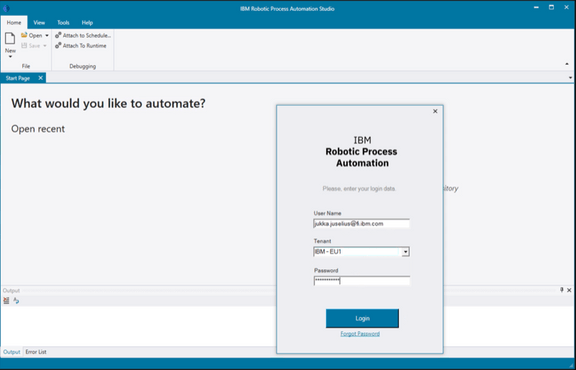 IBM Robotic Process Automation Studio
Home View Tools Help
New
Open
Save
Attach to Schedule...
Attach To Runtime
File
Debugging
Start Page
What would you like to automate?
Open recent
IBM
Robotic Process
Automation
Please, enter your login data.
User Name
jukka.juselius@fi.ibm.com
Tenant
IBM - EU1
Password
Login
Forgot Password
Output
Output Error List